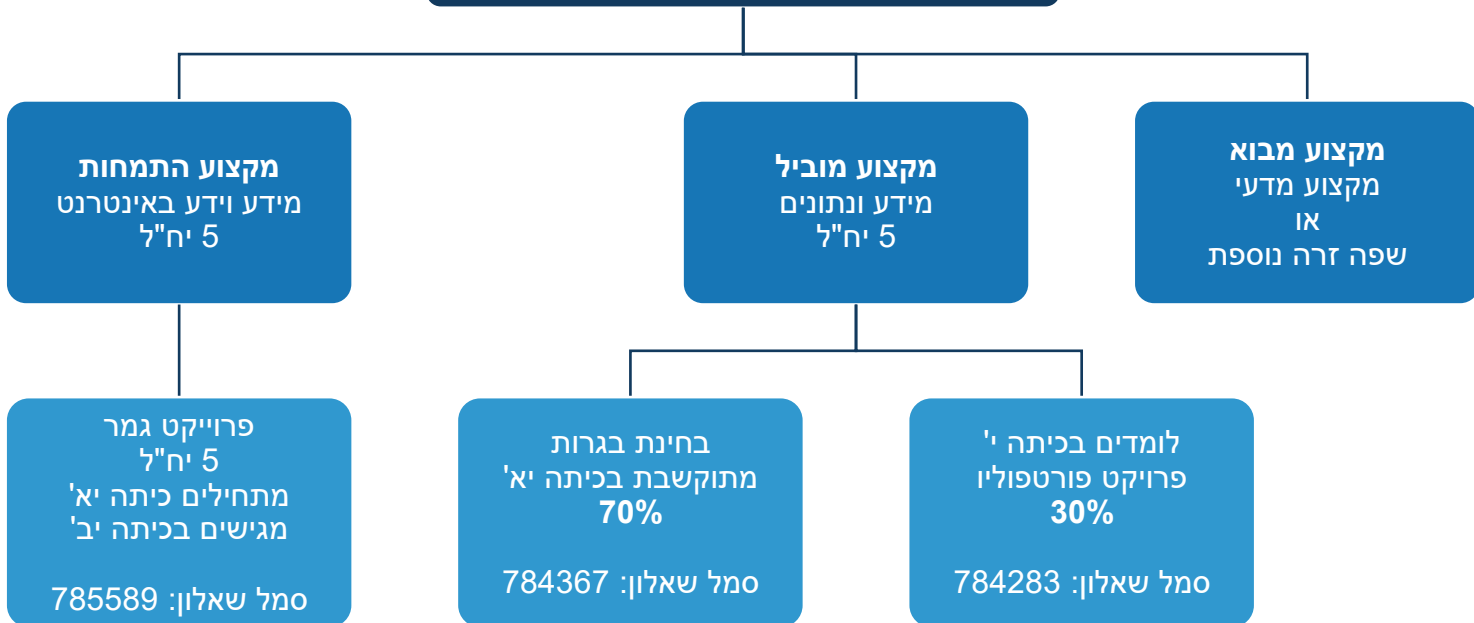 מקצוע מבוא
מקצוע מדעי
או
שפה זרה נוספת
מקצוע מוביל
מידע ונתונים
5 יח"ל
מקצוע התמחות
מידע וידע באינטרנט
5 יח"ל
לומדים בכיתה י'
פרויקט פורטפוליו
30%
סמל שאלון: 784283
בחינת בגרות
מתוקשבת בכיתה יא'
70%
סמל שאלון: 784367
פרוייקט גמר
5 יח"ל
מתחילים כיתה יא'
מגישים בכיתה יב'
סמל שאלון: 785589